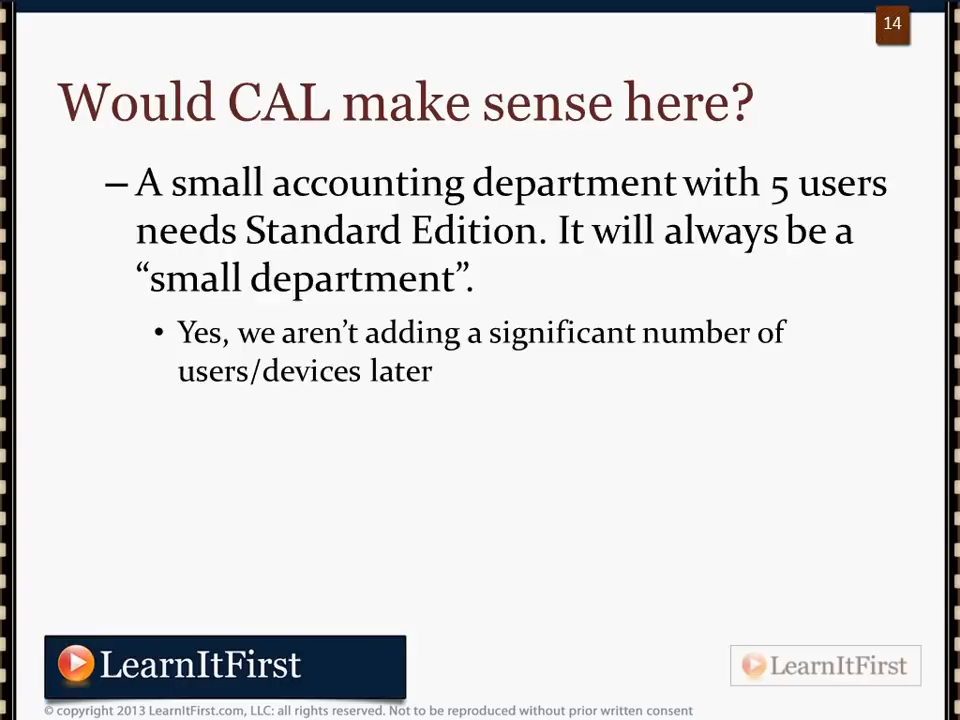 14
Would CAL make sense here?
– A small accounting department with 5 users
needs Standard Edition. It will always be a
“small department”.
• Yes, we aren’t adding a significant number of
users/devices later
LearnItFirst
LearnItFirst
© copyright 2013 LearnItFirst.com, LLC: all rights reserved. Not to be reproduced without prior written consent